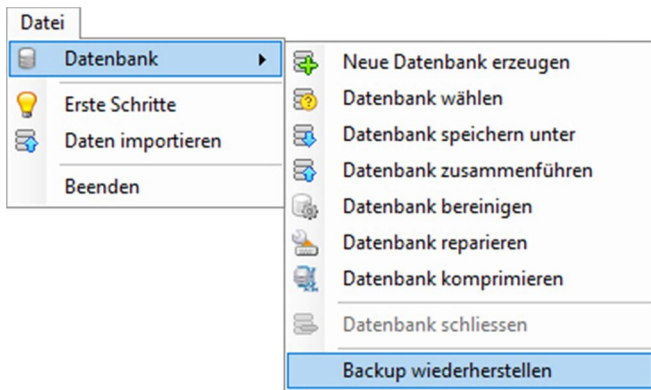 Datei
Datenbank
Erste Schritte
Daten importieren
Beenden
Neue Datenbank erzeugen
Datenbank wählen
Datenbank speichern unter
Datenbank zusammenführen
Datenbank bereinigen
Datenbank reparieren
Datenbank komprimieren
Datenbank schliessen
Backup wiederherstellen